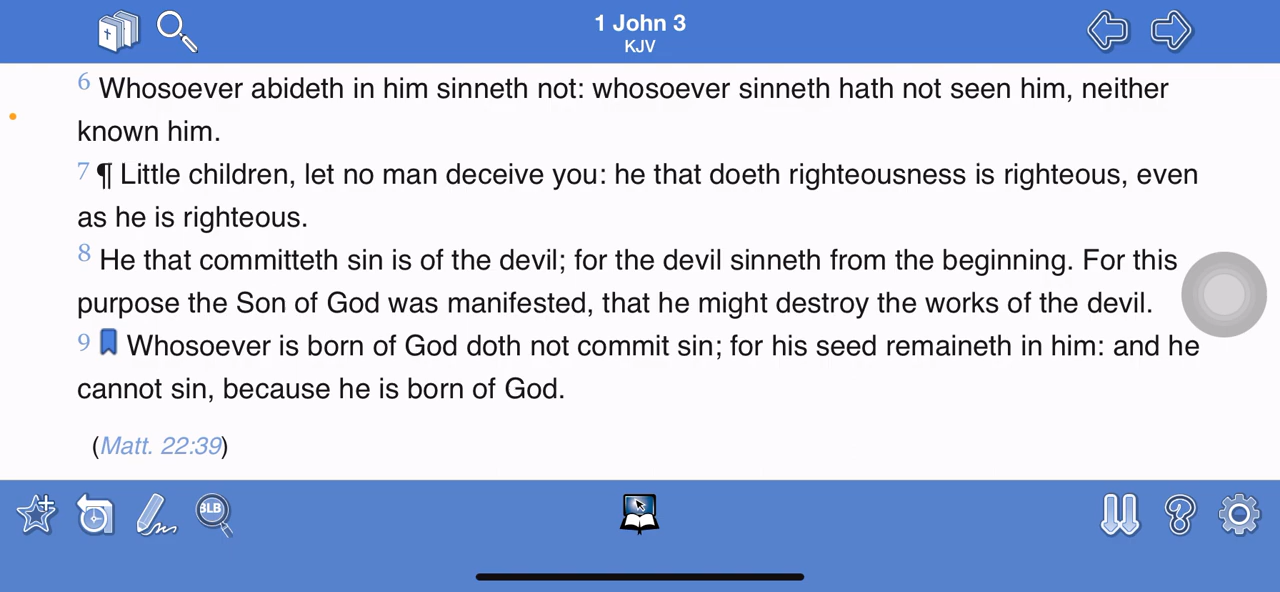 1 John 3
KJV
6 Whosoever abideth in him sinneth not: whosoever sinneth hath not seen him, neither
known him.
7 ¶ Little children, let no man deceive you: he that doeth righteousness is righteous, even
as he is righteous.
8 He that committeth sin is of the devil; for the devil sinneth from the beginning. For this
purpose the Son of God was manifested, that he might destroy the works of the devil.
9 Whosoever is born of God doth not commit sin; for his seed remaineth in him: and he
cannot sin, because he is born of God.
(Matt. 22:39)
BLB